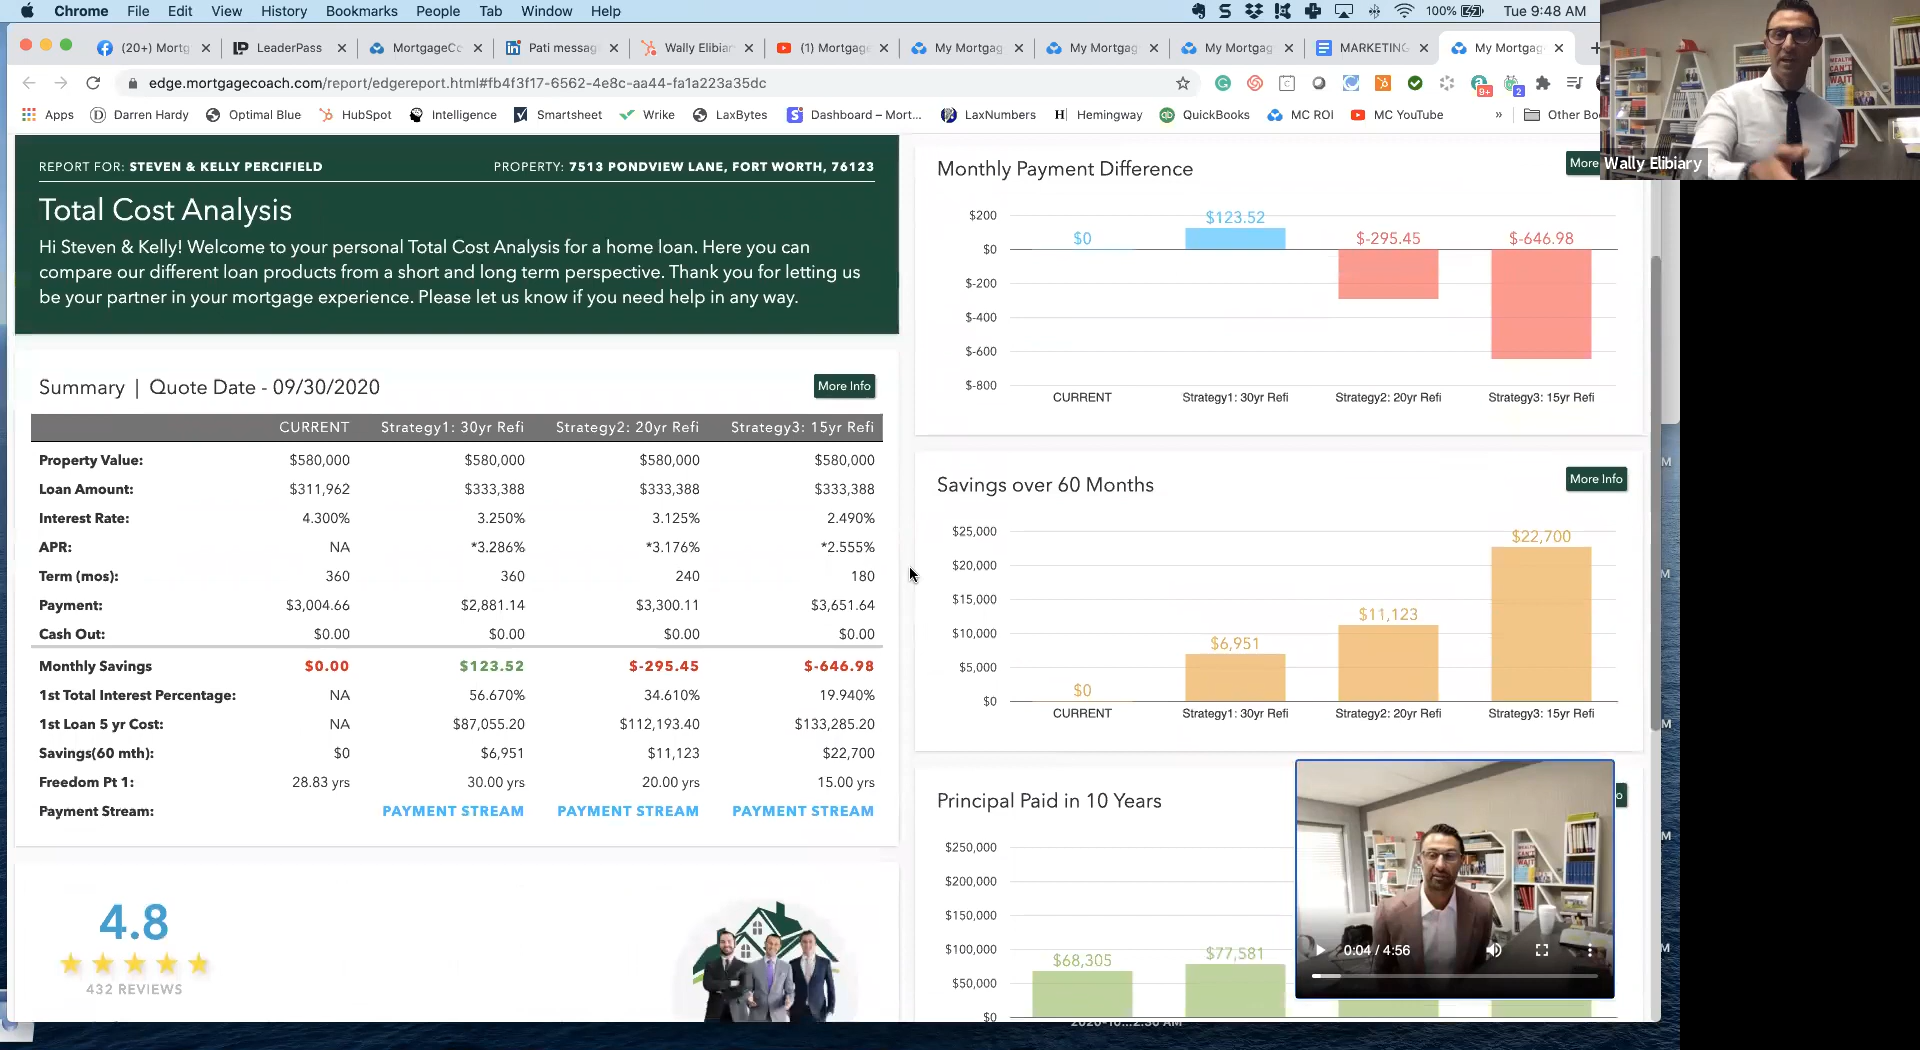 Chrome File Edit View History Bookmarks People Tab Window Help 100% Tue 9:48 AM
(20+) Mortg LeaderPass MortgageCo Pati messag Wally Elibiar (1) Mortgage My Mortgag My Mortgag My Mortgag MARKETING My Mortgag
edge.mortgagecoach.com/report/edgereport.html#fb4f3f17-6562-4e8c-aa44-fa1a223a35dc
9+ 2
Apps Darren Hardy Optimal Blue HubSpot Intelligence Smartsheet Wrike LaxBytes Dashboard – Mort... LaxNumbers Hemingway QuickBooks MC ROI MC YouTube » Other Bo
Wally Elibiary
REPORT FOR: STEVEN & KELLY PERCIFIELD PROPERTY: 7513 PONDVIEW LANE, FORT WORTH, 76123
Total Cost Analysis
Hi Steven & Kelly! Welcome to your personal Total Cost Analysis for a home loan. Here you can
compare our different loan products from a short and long term perspective. Thank you for letting us
be your partner in your mortgage experience. Please let us know if you need help in any way.
Summary | Quote Date - 09/30/2020 More Info
CURRENT Strategy1: 30yr Refi Strategy2: 20yr Refi Strategy3: 15yr Refi
Property Value: $580,000 $580,000 $580,000 $580,000
Loan Amount: $311,962 $333,388 $333,388 $333,388
Interest Rate: 4.300% 3.250% 3.125% 2.490%
APR: NA *3.286% *3.176% *2.555%
Term (mos): 360 360 240 180
Payment: $3,004.66 $2,881.14 $3,300.11 $3,651.64
Cash Out: $0.00 $0.00 $0.00 $0.00
Monthly Savings $0.00 $123.52 $-295.45 $-646.98
1st Total Interest Percentage: NA 56.670% 34.610% 19.940%
1st Loan 5 yr Cost: NA $87,055.20 $112,193.40 $133,285.20
Savings(60 mth): $0 $6,951 $11,123 $22,700
Freedom Pt 1: 28.83 yrs 30.00 yrs 20.00 yrs 15.00 yrs
Payment Stream: PAYMENT STREAM PAYMENT STREAM PAYMENT STREAM
4.8
432 REVIEWS
Monthly Payment Difference More
$200
$0
$-200
$-400
$-600
$-800
$0 $123.52 $-295.45 $-646.98
CURRENT Strategy1: 30yr Refi Strategy2: 20yr Refi Strategy3: 15yr Refi
Savings over 60 Months More Info
$25,000
$20,000
$15,000
$10,000
$5,000
$0
$0 $6,951 $11,123 $22,700
CURRENT Strategy1: 30yr Refi Strategy2: 20yr Refi Strategy3: 15yr Refi
Principal Paid in 10 Years o
$250,000
$200,000
$150,000
$100,000
$50,000
$0
$68,305 $77,581
0:04 / 4:56
WEALTH
CAN'T
WAIT